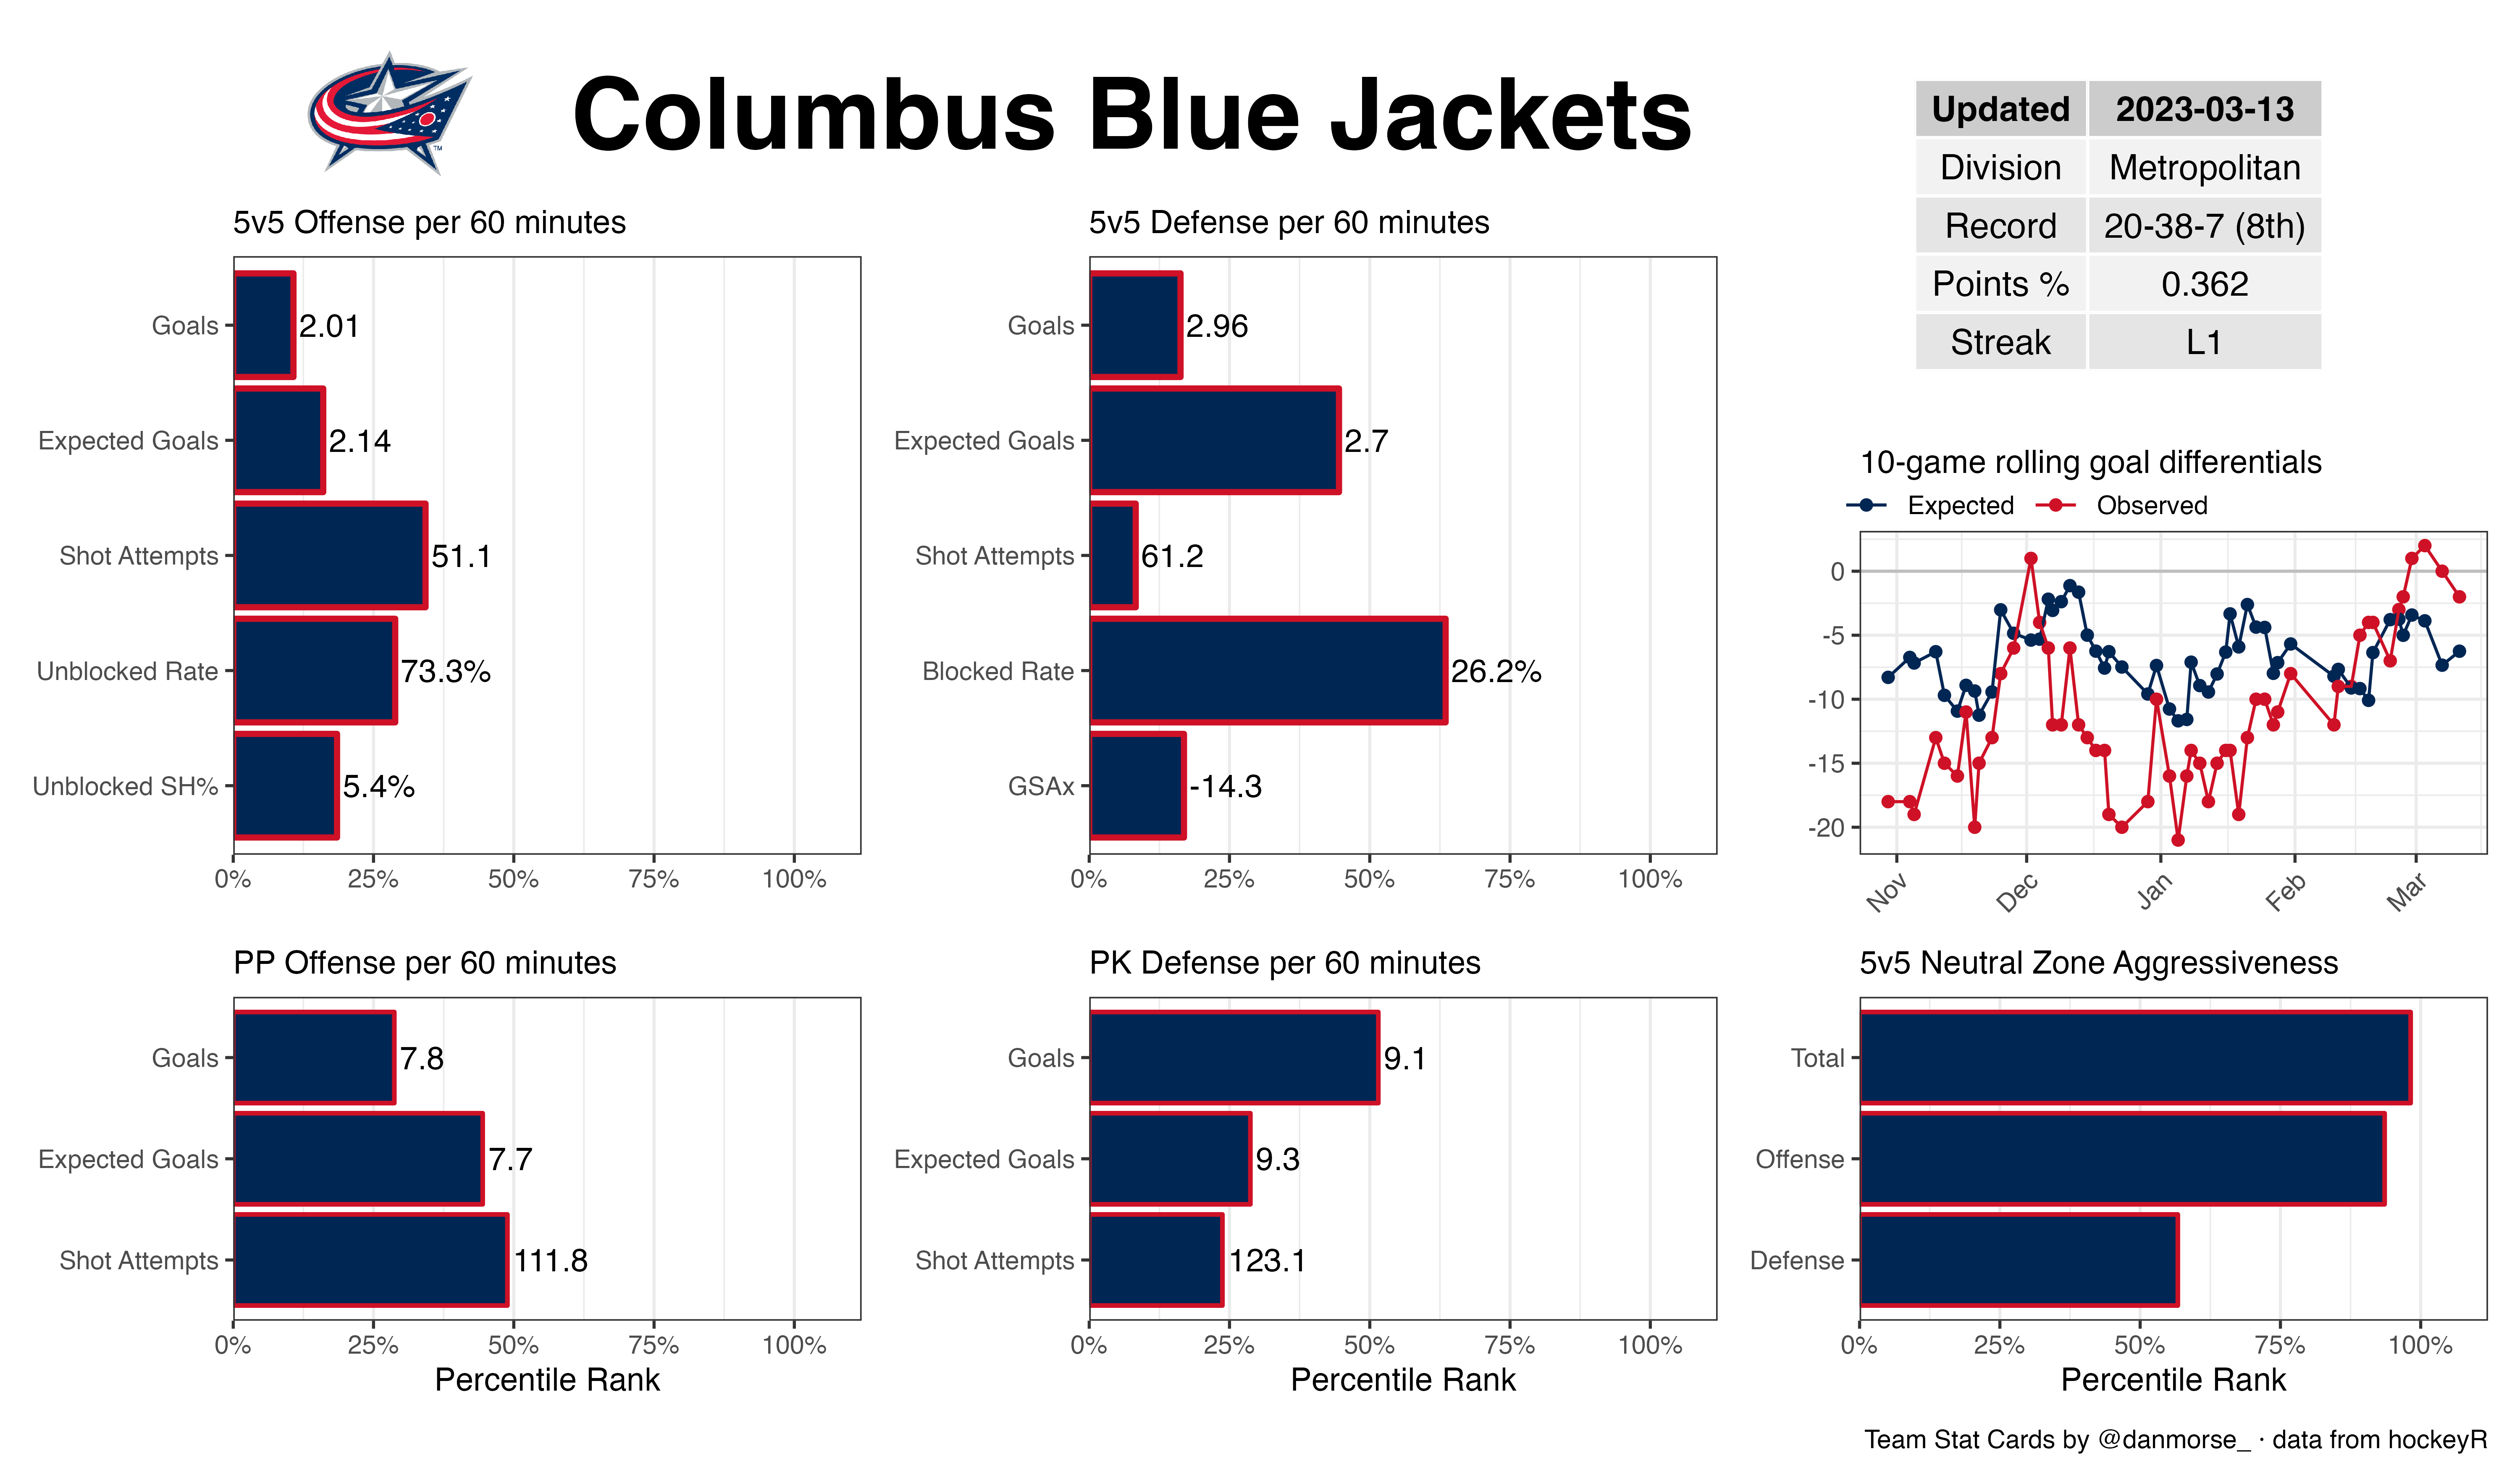 Columbus Blue Jackets
Updated 2023-03-13
Division Metropolitan
Record 20-38-7 (8th)
Points % 0.362
Streak L1
5v5 Offense per 60 minutes
Goals 2.01
Expected Goals 2.14
Shot Attempts 51.1
Unblocked Rate 73.3%
Unblocked SH% 5.4%
0% 25% 50% 75% 100%
5v5 Defense per 60 minutes
Goals 2.96
Expected Goals 2.7
Shot Attempts 61.2
Blocked Rate 26.2%
GSAx -14.3
0% 25% 50% 75% 100%
10-game rolling goal differentials
Expected Observed
0
-5
-10
-15
-20
Nov Dec Jan Feb Mar
PP Offense per 60 minutes
Goals 7.8
Expected Goals 7.7
Shot Attempts 111.8
0% 25% 50% 75% 100%
Percentile Rank
PK Defense per 60 minutes
Goals 9.1
Expected Goals 9.3
Shot Attempts 123.1
0% 25% 50% 75% 100%
Percentile Rank
5v5 Neutral Zone Aggressiveness
Total
Offense
Defense
0% 25% 50% 75% 100%
Percentile Rank
Team Stat Cards by @danmorse_ · data from hockeyR